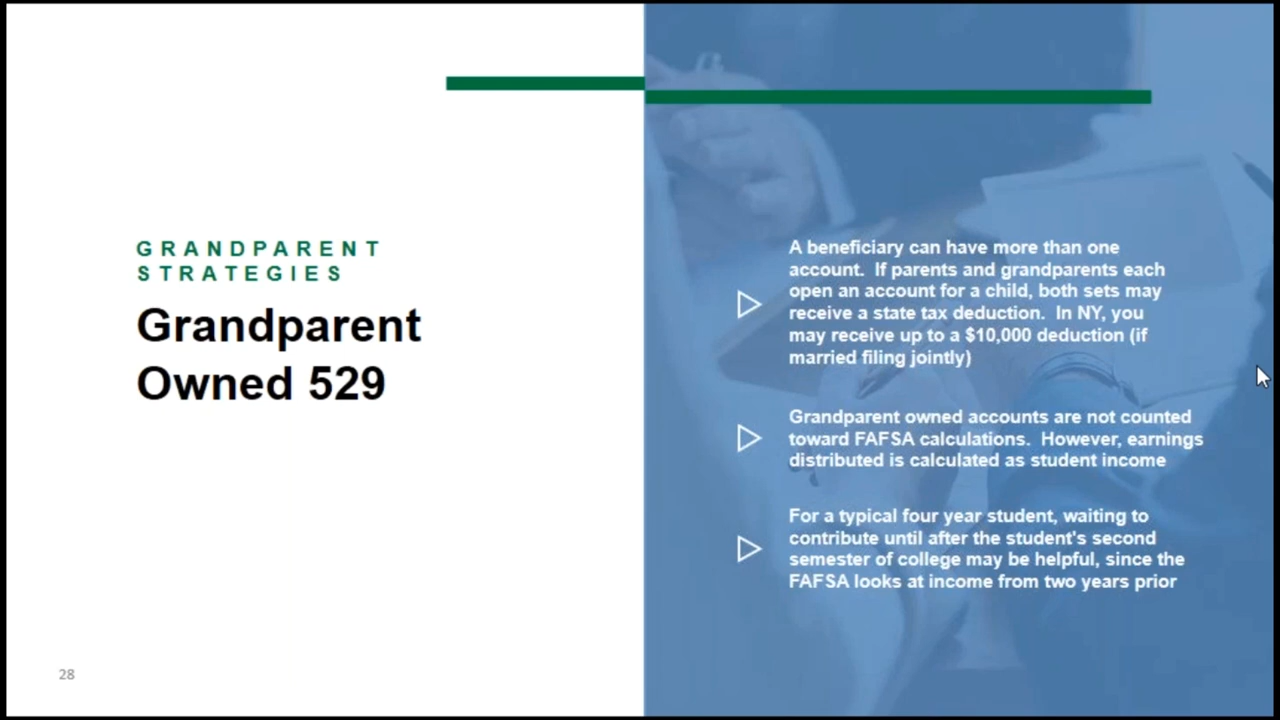 GRANDPARENT
STRATEGIES
Grandparent
Owned 529
A beneficiary can have more than one
account.  If parents and grandparents each
open an account for a child, both sets may
receive a state tax deduction.  In NY, you
may receive up to a $10,000 deduction (if
married filing jointly)
Grandparent owned accounts are not counted
toward FAFSA calculations.  However, earnings
distributed is calculated as student income
For a typical four year student, waiting to
contribute until after the student's second
semester of college may be helpful, since the
FAFSA looks at income from two years prior
28